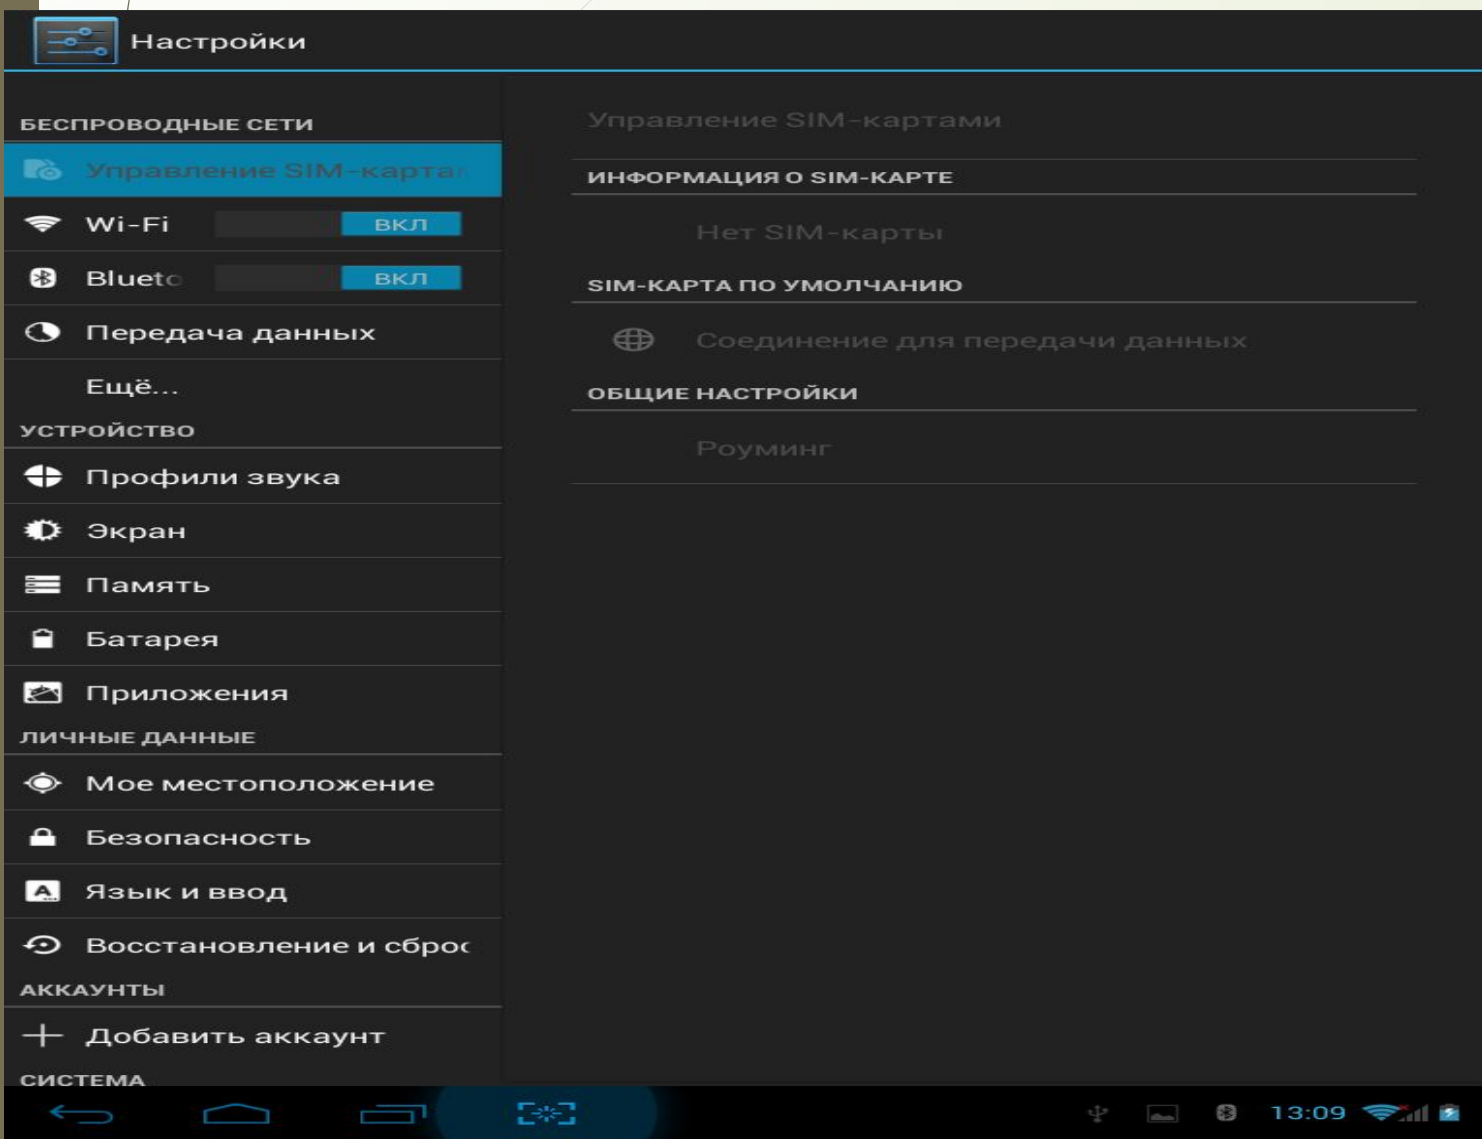 Настройки
БЕСПРОВОДНЫЕ СЕТИ
Управление SIM-карта
Wi-Fi ВКЛ
Blueto ВКЛ
Передача данных
Ещё...
УСТРОЙСТВО
Профили звука
Экран
Память
Батарея
Приложения
ЛИЧНЫЕ ДАННЫЕ
Мое местоположение
Безопасность
Язык и ввод
Восстановление и сброс
АККАУНТЫ
Добавить аккаунт
СИСТЕМА
Управление SIM-картами
ИНФОРМАЦИЯ О SIM-КАРТЕ
Нет SIM-карты
SIM-КАРТА ПО УМОЛЧАНИЮ
Соединение для передачи данных
ОБЩИЕ НАСТРОЙКИ
Роуминг
13:09